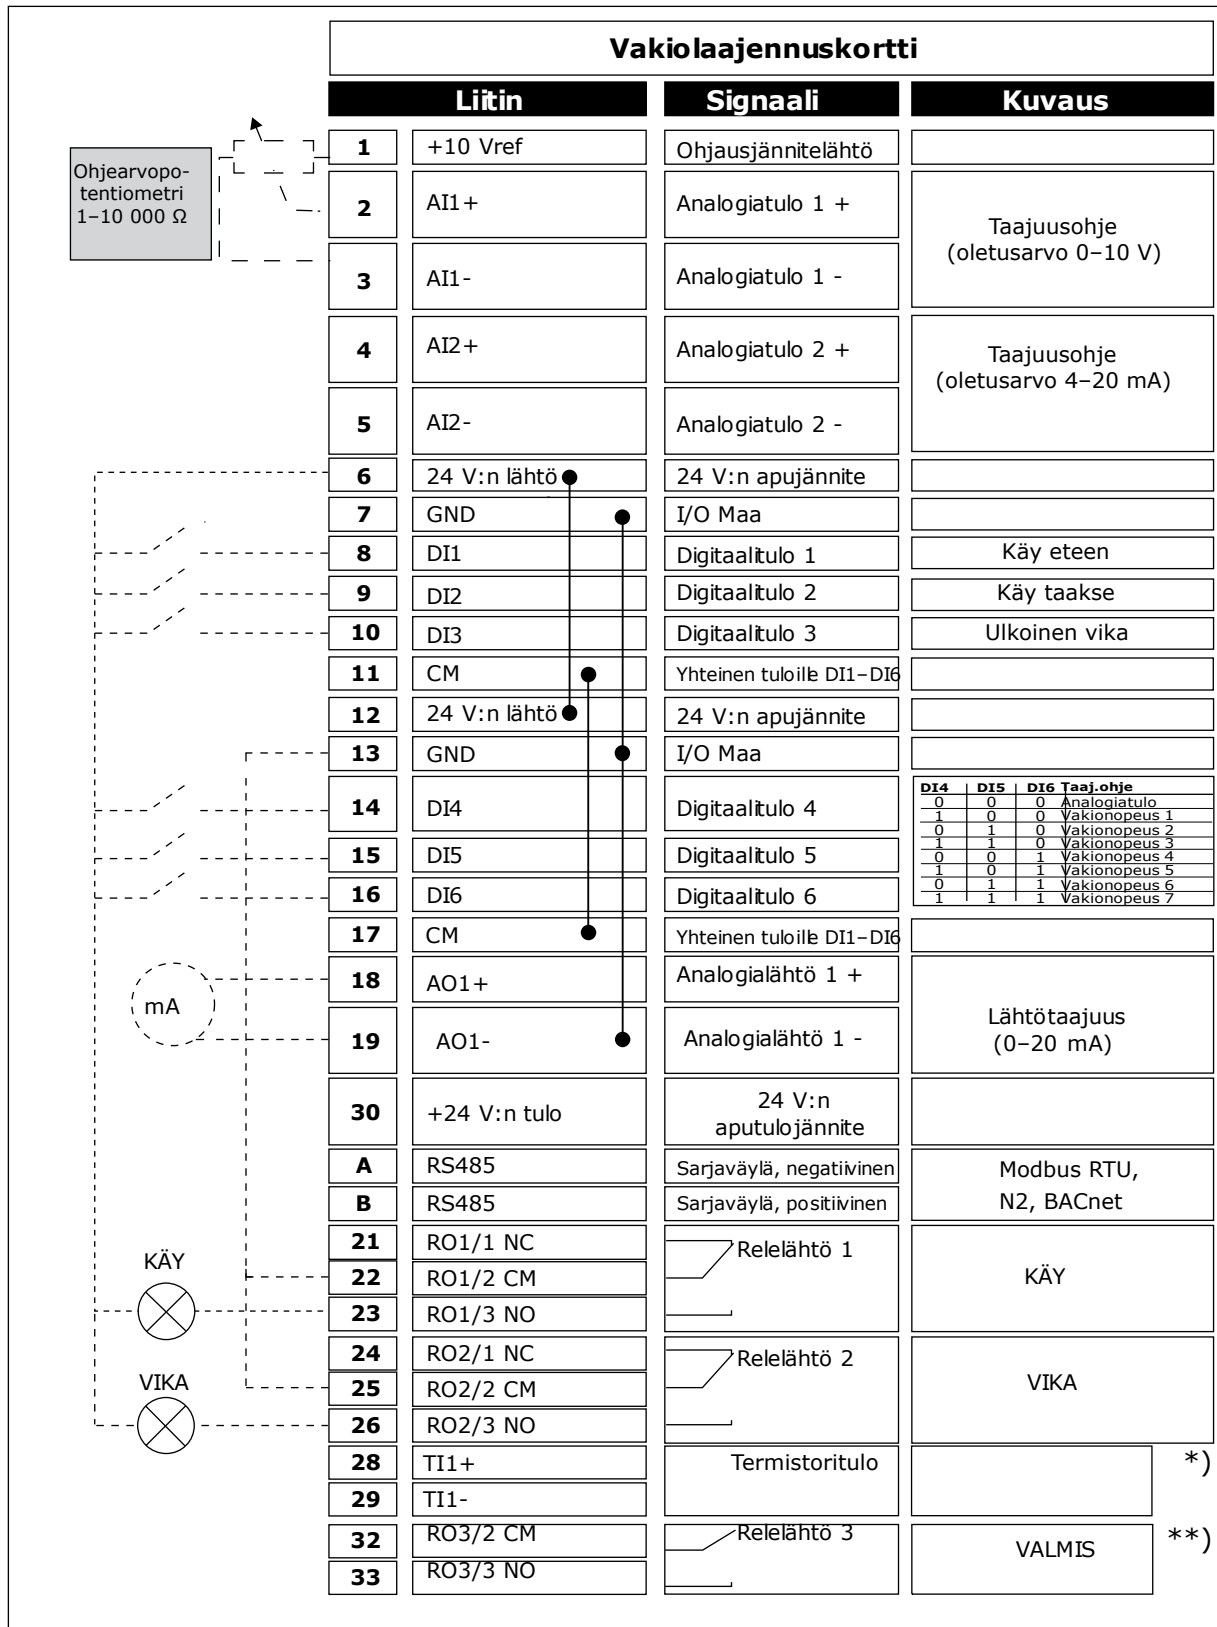 Vakiolaajennuskortti
Liitin Signaali Kuvaus
Ohjearvopo-
tentiometri
1–10 000 Ω
1 +10 Vref Ohjausjännitelähtö
2 AI1+ Analogiatulo 1 +
Taajuusohje
(oletusarvo 0–10 V)
3 AI1- Analogiatulo 1 -
4 AI2+ Analogiatulo 2 +
Taajuusohje
(oletusarvo 4–20 mA)
5 AI2- Analogiatulo 2 -
6 24 V:n lähtö 24 V:n apujännite
7 GND I/O Maa
8 DI1 Digitaalitulo 1 Käy eteen
9 DI2 Digitaalitulo 2 Käy taakse
10 DI3 Digitaalitulo 3 Ulkoinen vika
11 CM Yhteinen tuloille DI1–DI6
12 24 V:n lähtö 24 V:n apujännite
13 GND I/O Maa
14 DI4 Digitaalitulo 4
15 DI5 Digitaalitulo 5
16 DI6 Digitaalitulo 6
DI4 DI5 DI6 Taaj.ohje
0 0 0 Analogiatulo
1 0 0 Vakionopeus 1
0 1 0 Vakionopeus 2
1 1 0 Vakionopeus 3
0 0 1 Vakionopeus 4
1 0 1 Vakionopeus 5
0 1 1 Vakionopeus 6
1 1 1 Vakionopeus 7
17 CM Yhteinen tuloille DI1–DI6
mA
18 AO1+ Analogialähtö 1 +
Lähtötaajuus
(0–20 mA)
19 AO1- Analogialähtö 1 -
30 +24 V:n tulo 24 V:n
aputulojännite
A RS485 Sarjaväylä, negatiivinen
Modbus RTU,
N2, BACnet
B RS485 Sarjaväylä, positiivinen
KÄY
21 RO1/1 NC Relelähtö 1
22 RO1/2 CM KÄY
23 RO1/3 NO
VIKA
24 RO2/1 NC Relelähtö 2
25 RO2/2 CM VIKA
26 RO2/3 NO
28 TI1+ Termistoritulo *)
29 TI1-
32 RO3/2 CM Relelähtö 3 VALMIS **)
33 RO3/3 NO